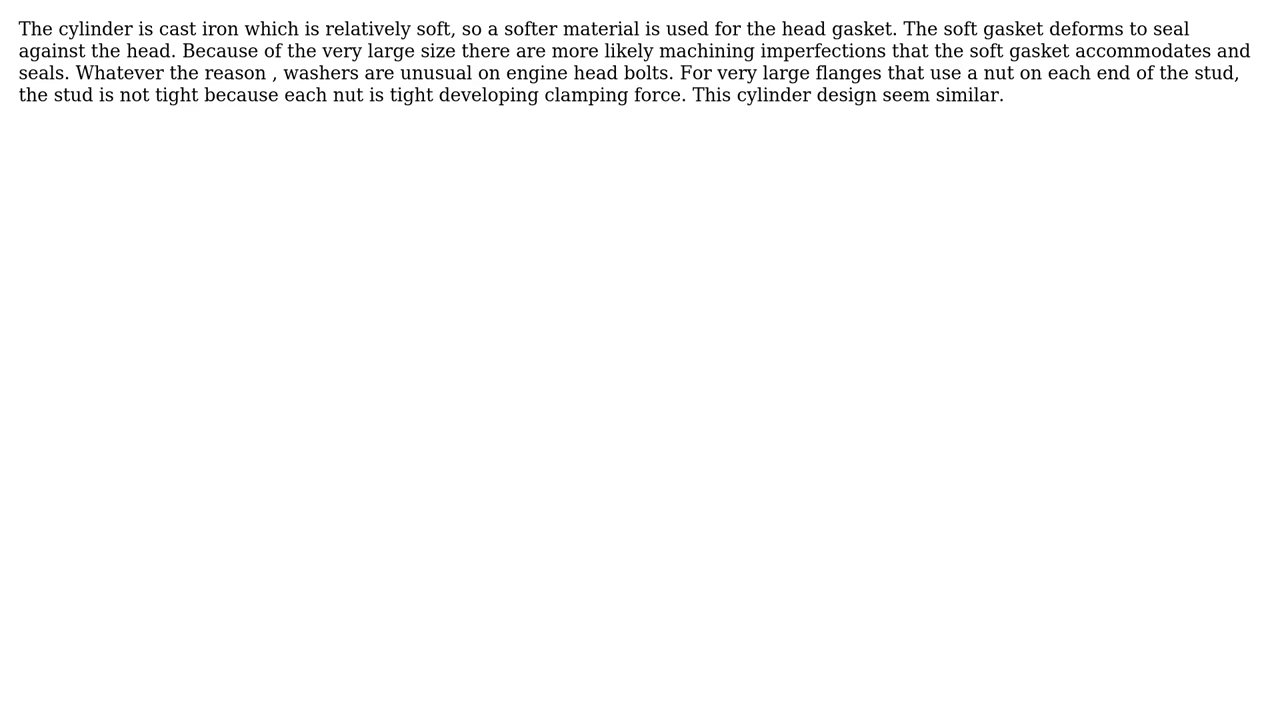 The cylinder is cast iron which is relatively soft, so a softer material is used for the head gasket. The soft gasket deforms to seal
against the head. Because of the very large size there are more likely machining imperfections that the soft gasket accommodates and
seals. Whatever the reason , washers are unusual on engine head bolts. For very large flanges that use a nut on each end of the stud,
the stud is not tight because each nut is tight developing clamping force. This cylinder design seem similar.